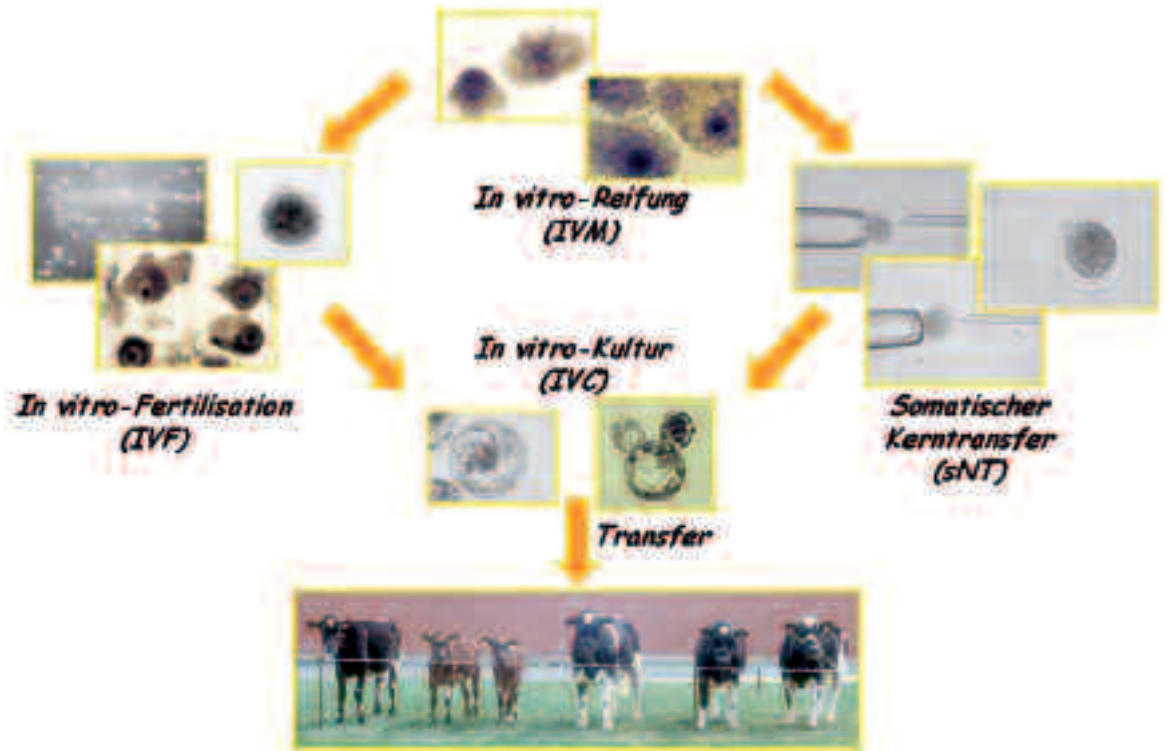 In vitro-Reifung
(IVM)
In vitro-Kultur
(IVC)
In vitro-Fertilisation
(IVF)
Somatischer
Kerntransfer
(sNT)
Transfer